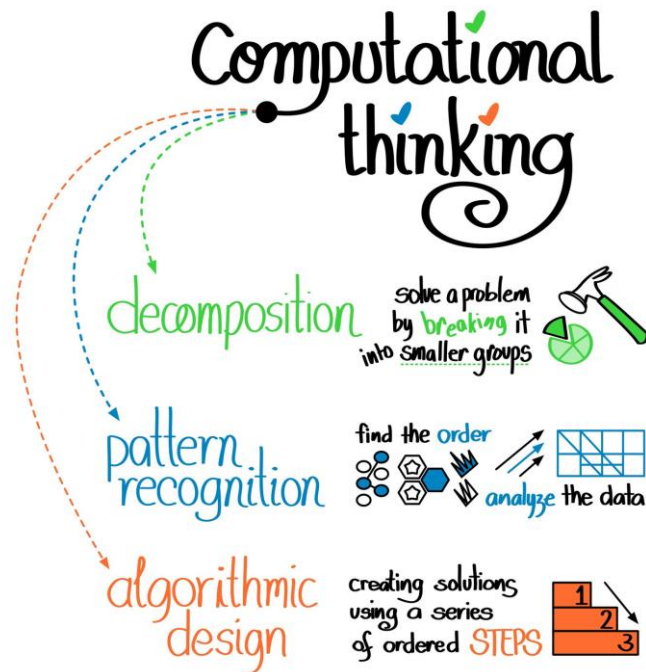 Computational
thinking
decomposition
solve a problem
by breaking it
into smaller groups
pattern
recognition
find the order
analyze the data
algorithmic
design
creating solutions
using a series
of ordered STEPS
1
2
3